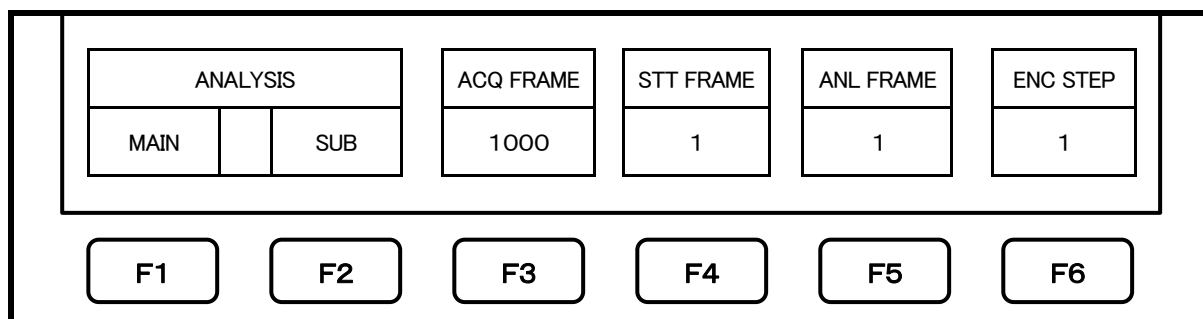 ANALYSIS ACQ FRAME STT FRAME ANL FRAME ENC STEP
MAIN SUB 1000 1 1 1
F1 F2 F3 F4 F5 F6